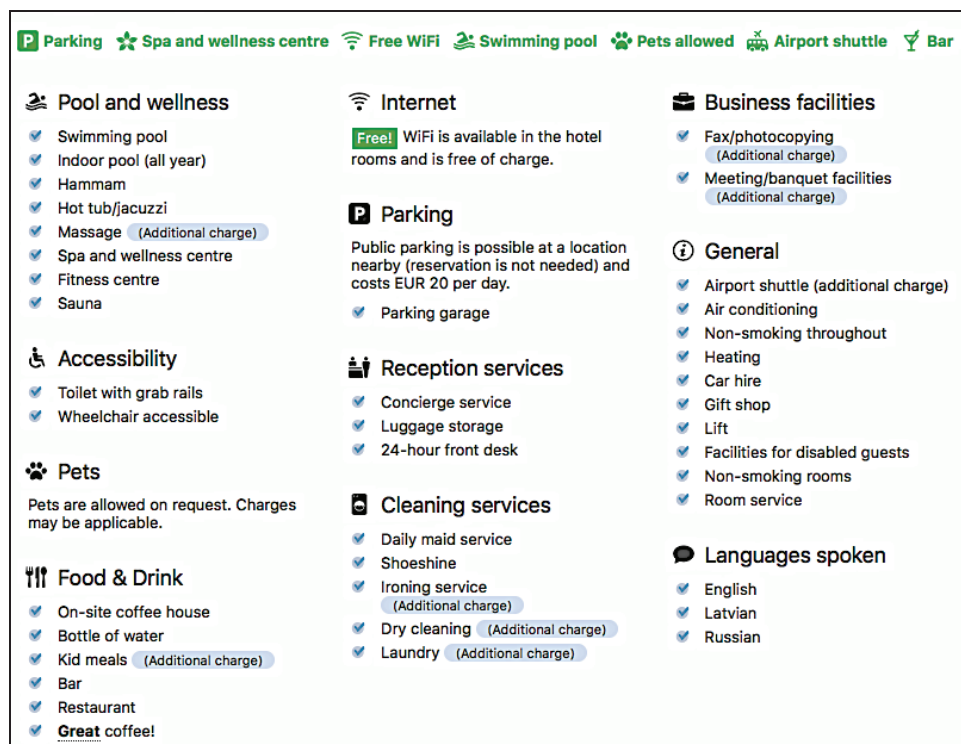 Parking Spa and wellness centre Free WiFi Swimming pool Pets allowed Airport shuttle Bar
Pool and wellness
Swimming pool
Indoor pool (all year)
Hammam
Hot tub/jacuzzi
Massage (Additional charge)
Spa and wellness centre
Fitness centre
Sauna
Accessibility
Toilet with grab rails
Wheelchair accessible
Pets
Pets are allowed on request. Charges
may be applicable.
Food & Drink
On-site coffee house
Bottle of water
Kid meals (Additional charge)
Bar
Restaurant
Great coffee!
Internet
Free! WiFi is available in the hotel
rooms and is free of charge.
Parking
Public parking is possible at a location
nearby (reservation is not needed) and
costs EUR 20 per day.
Parking garage
Reception services
Concierge service
Luggage storage
24-hour front desk
Cleaning services
Daily maid service
Shoeshine
Ironing service
(Additional charge)
Dry cleaning (Additional charge)
Laundry (Additional charge)
Business facilities
Fax/photocopying
(Additional charge)
Meeting/banquet facilities
(Additional charge)
General
Airport shuttle (additional charge)
Air conditioning
Non-smoking throughout
Heating
Car hire
Gift shop
Lift
Facilities for disabled guests
Non-smoking rooms
Room service
Languages spoken
English
Latvian
Russian